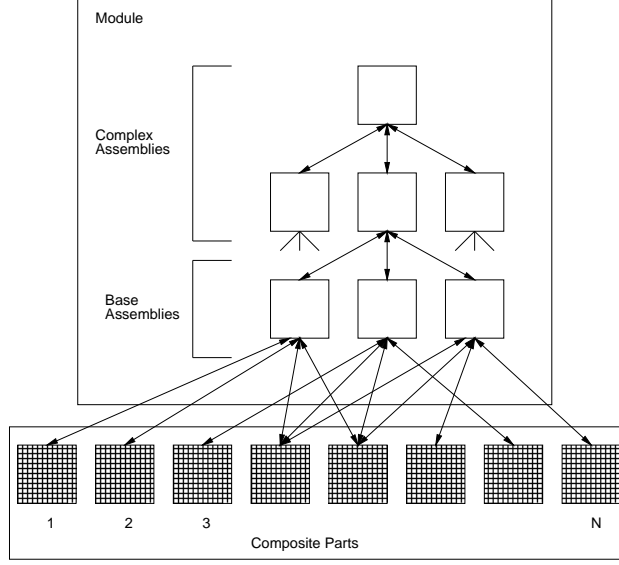 Module
Complex
Assemblies
Base
Assemblies
1 2 3 N
Composite Parts